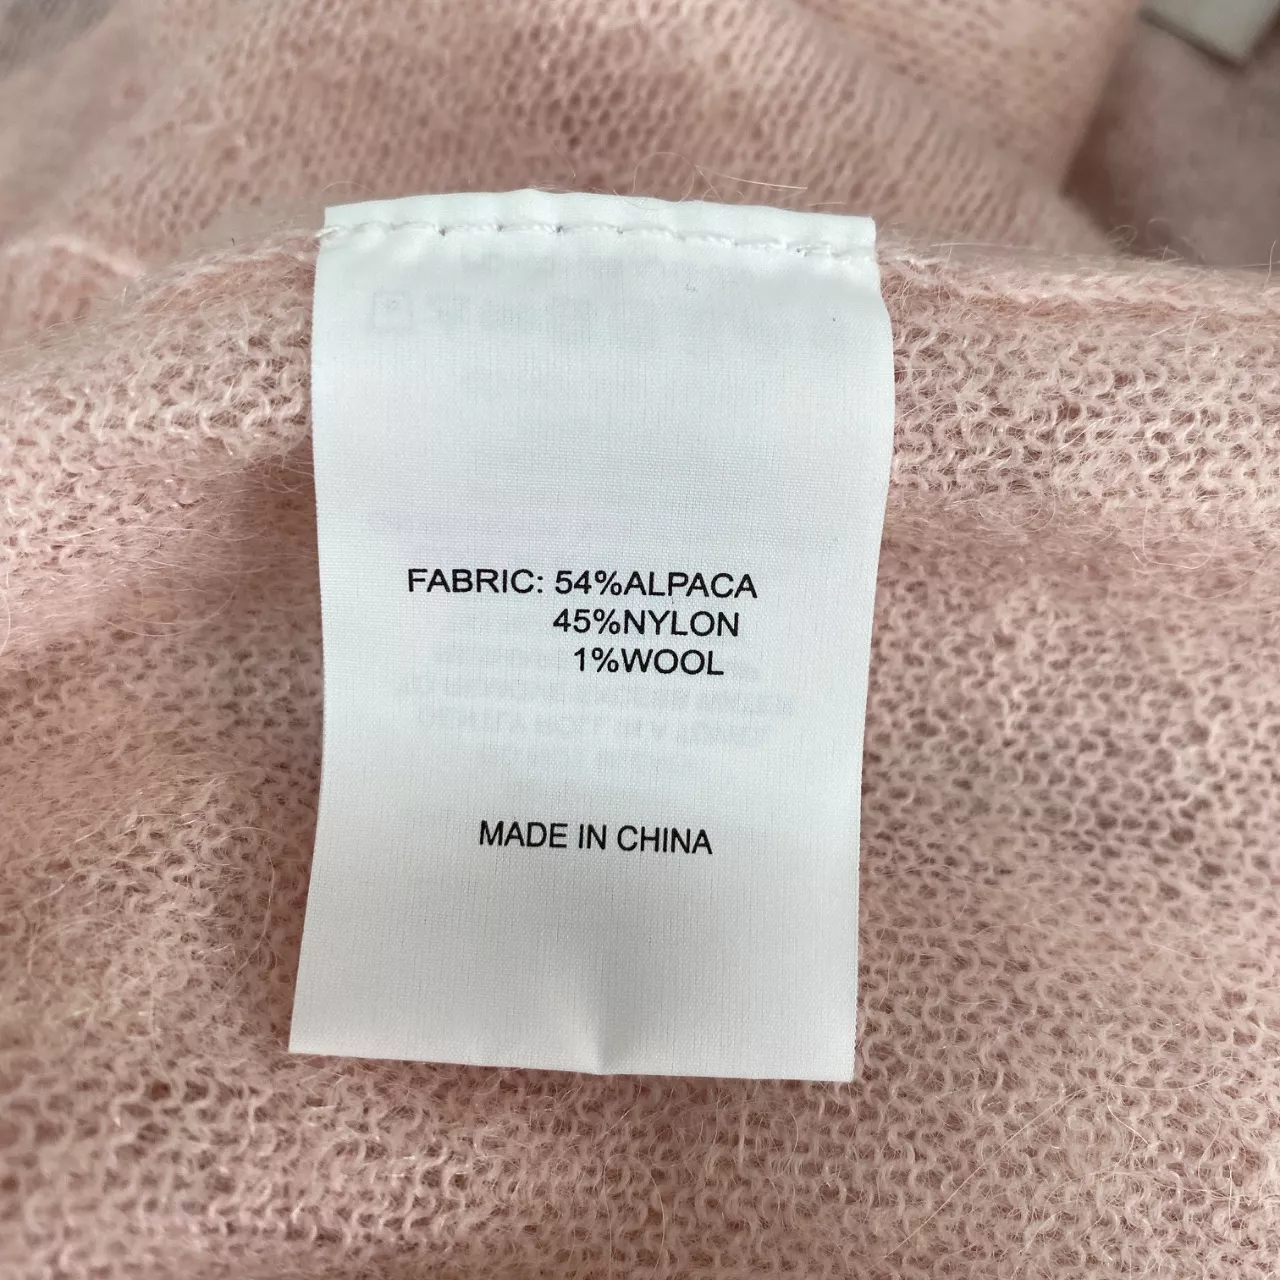 FABRIC: 54%ALPACA
45%NYLON
1%WOOL
MADE IN CHINA